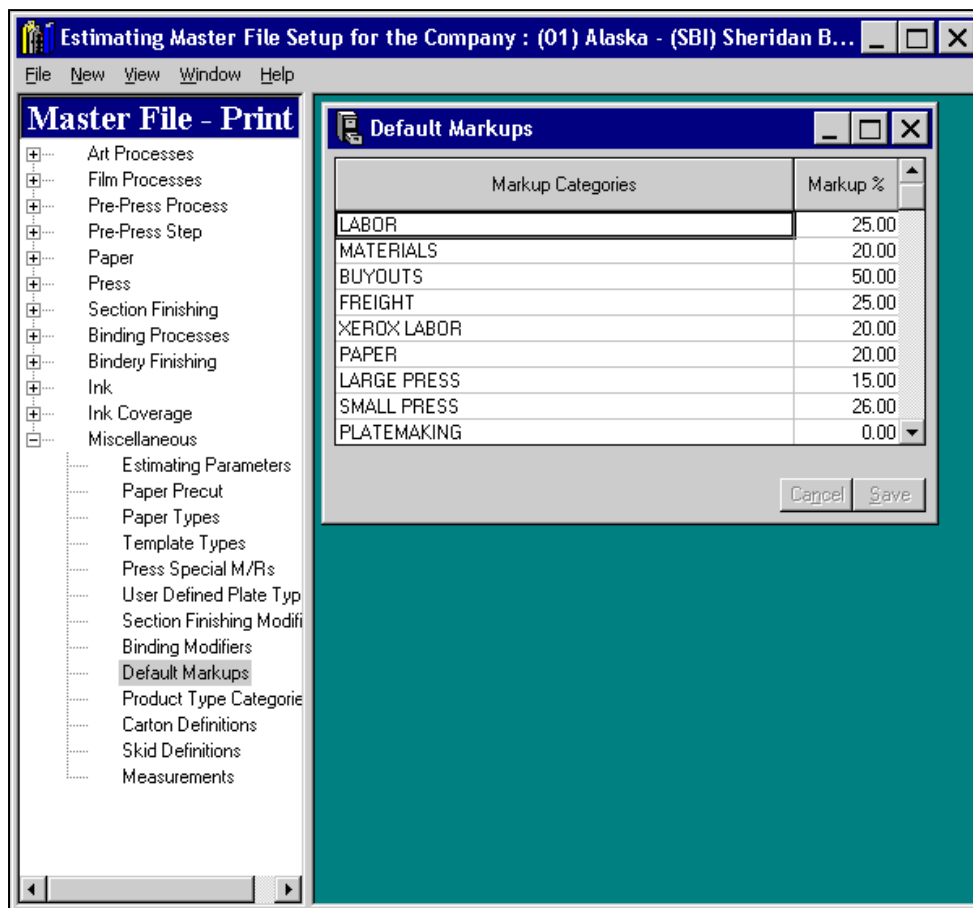 Estimating Master File Setup for the Company : (01) Alaska - (SBI) Sheridan B...
File New View Window Help
Master File - Print
Art Processes
Film Processes
Pre-Press Process
Pre-Press Step
Paper
Press
Section Finishing
Binding Processes
Bindery Finishing
Ink
Ink Coverage
Miscellaneous
Estimating Parameters
Paper Precut
Paper Types
Template Types
Press Special M/Rs
User Defined Plate Typ
Section Finishing Modifi
Binding Modifiers
Default Markups
Product Type Categorie
Carton Definitions
Skid Definitions
Measurements
Default Markups
Markup Categories Markup %
LABOR 25.00
MATERIALS 20.00
BUYOUTS 50.00
FREIGHT 25.00
XEROX LABOR 20.00
PAPER 20.00
LARGE PRESS 15.00
SMALL PRESS 26.00
PLATEMAKING 0.00
Cancel Save